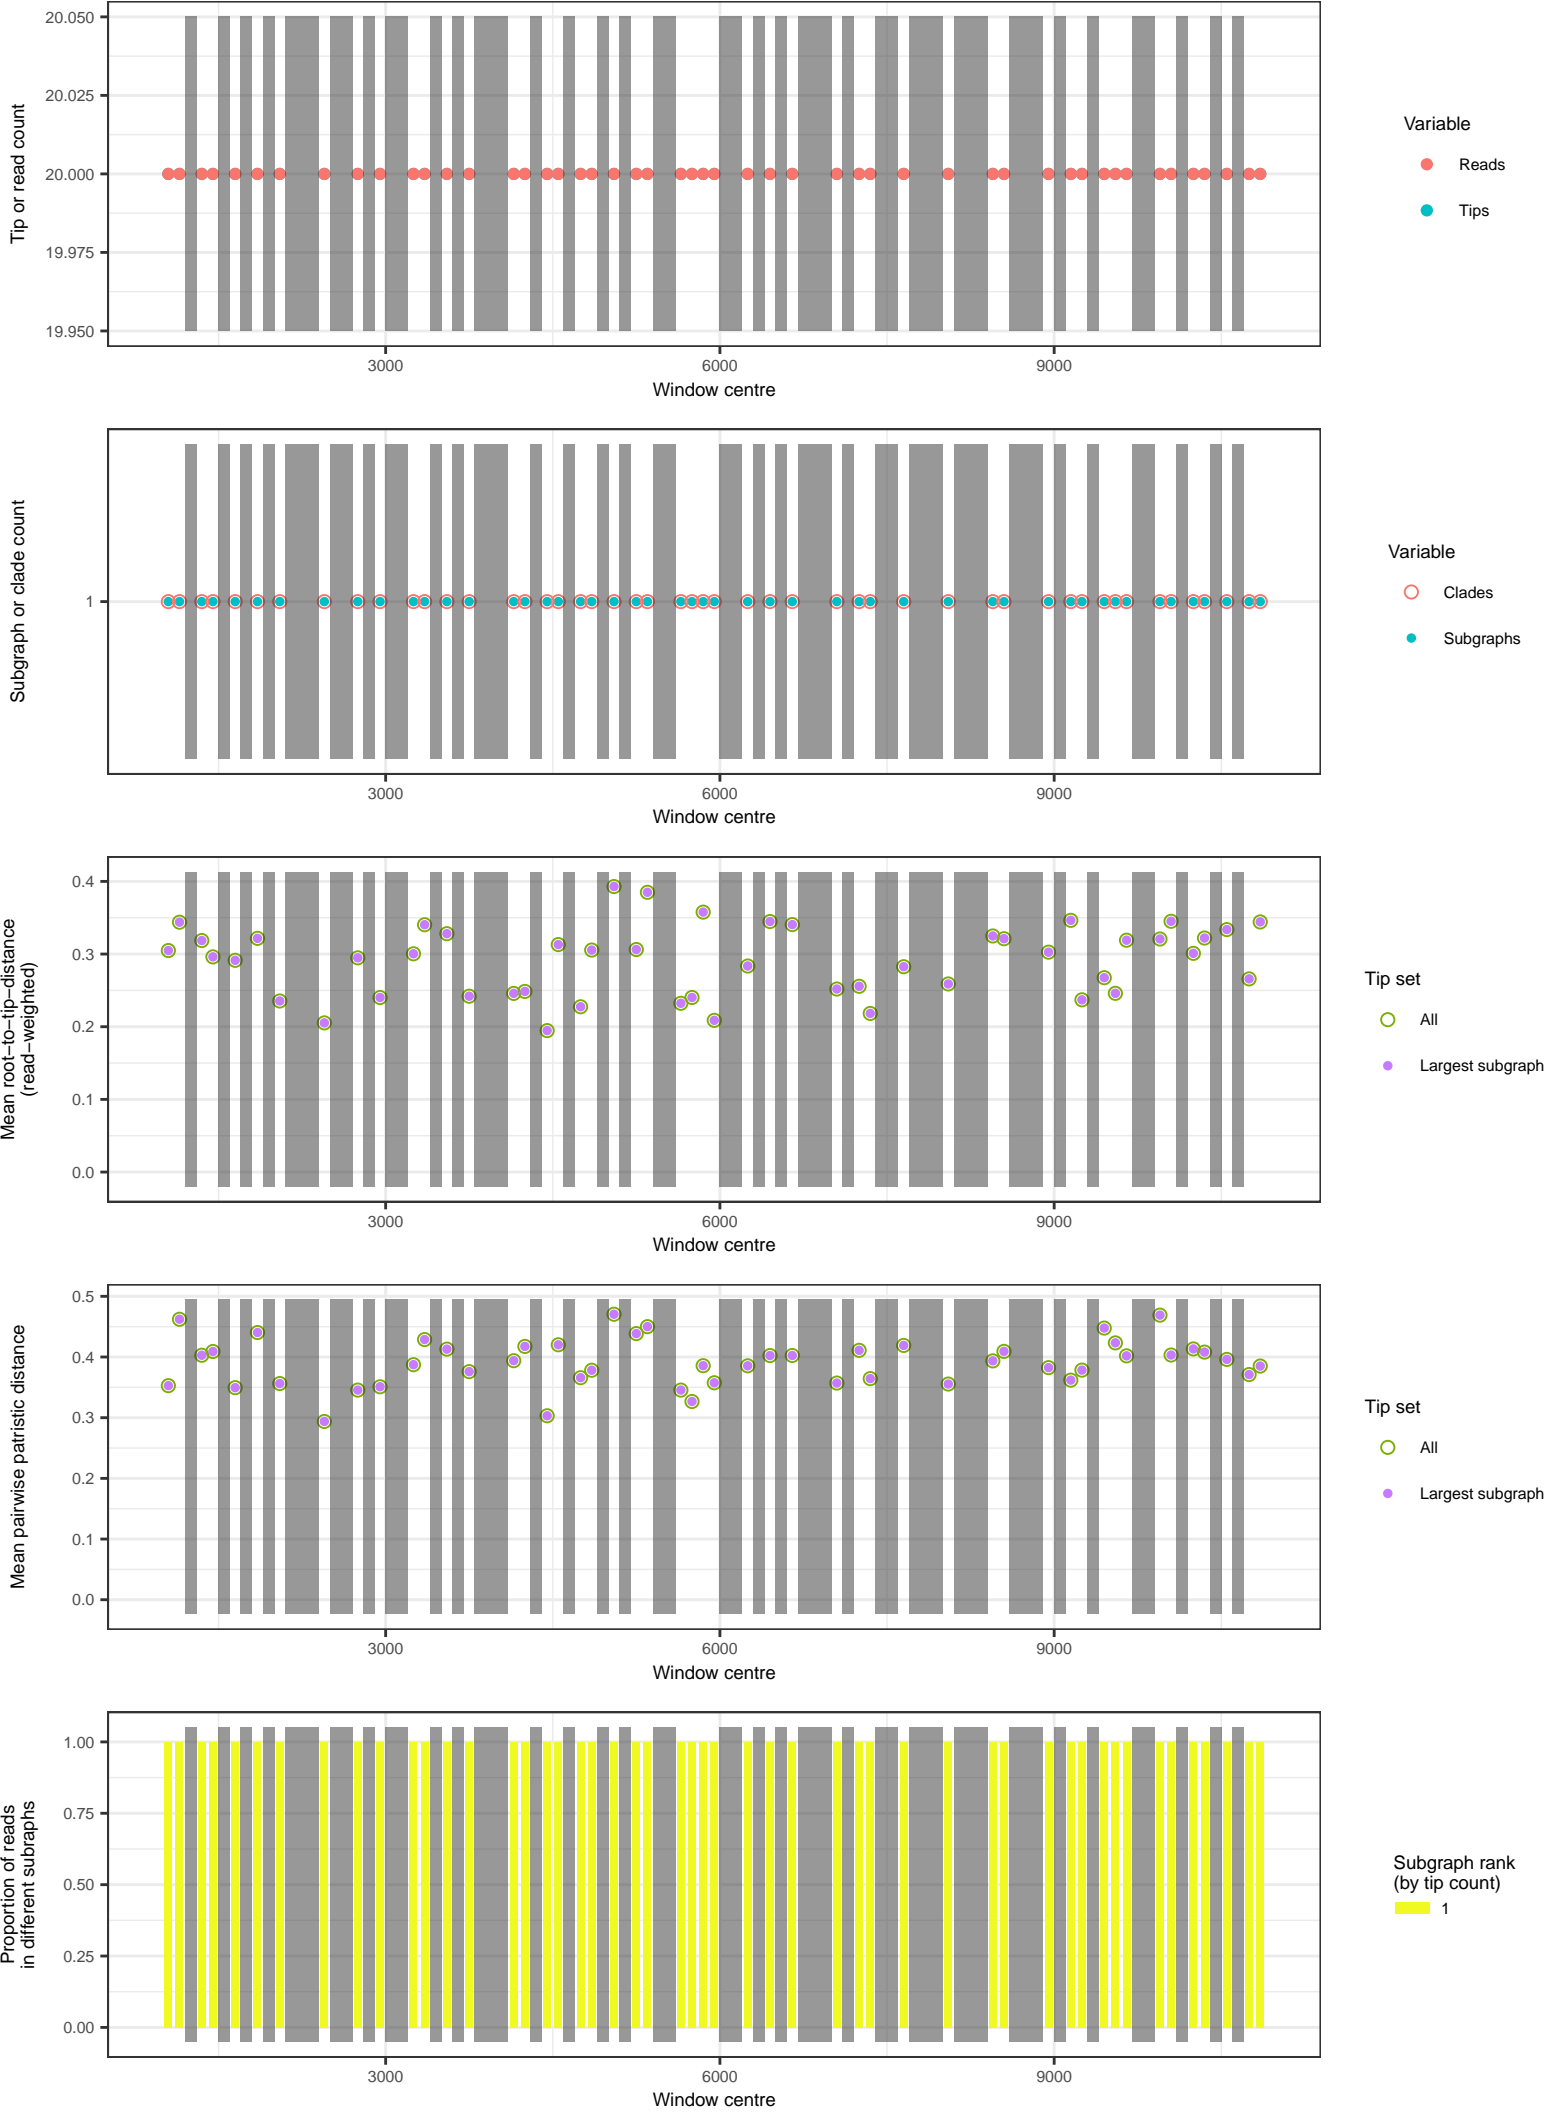 20.050
20.025
20.000
19.975
19.950
Tip or read count
3000
6000
9000
Window centre
Variable
Reads
Tips
1
Subgraph or clade count
3000
6000
9000
Window centre
Variable
Clades
Subgraphs
0.4
0.3
0.2
0.1
0.0
Mean root−to−tip−distance
(read−weighted)
3000
6000
9000
Window centre
Tip set
All
Largest subgraph
0.5
0.4
0.3
0.2
0.1
0.0
Mean pairwise patristic distance
3000
6000
9000
Window centre
Tip set
All
Largest subgraph
1.00
0.75
0.50
0.25
0.00
Proportion of reads
in different subraphs
3000
6000
9000
Window centre
Subgraph rank
(by tip count)
1